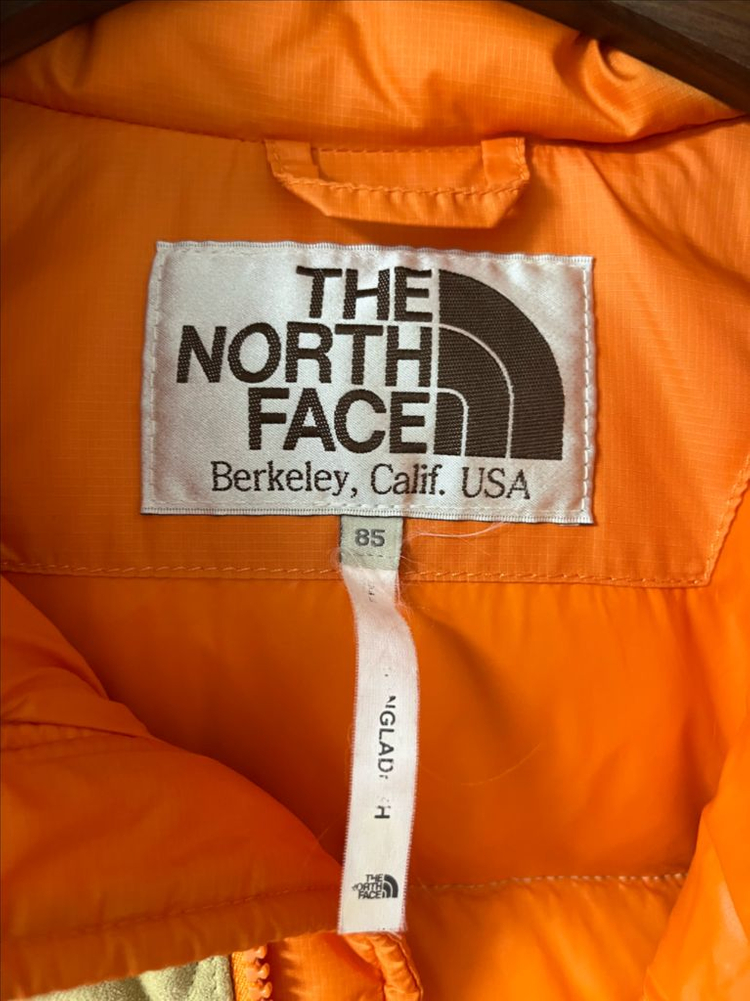 THE
NORTH
FACE
Berkeley, Calif. USA
85
THE
NORTH
FACE